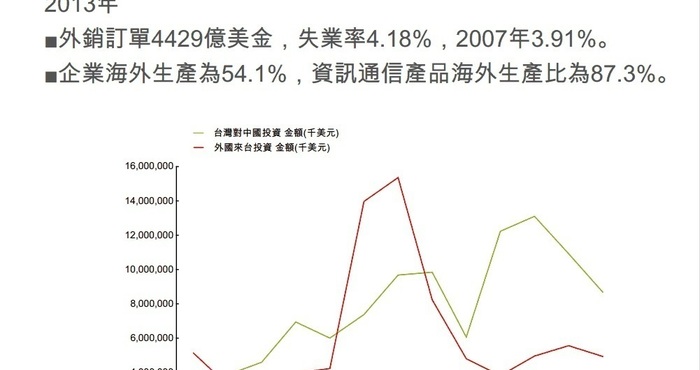 2013年
■外銷訂單4429億美金，失業率4.18%，2007年3.91%。
■企業海外生產為54.1%，資訊通信產品海外生產比為87.3%。
台灣對中國投資 金額(千美元)
外國來台投資 金額(千美元)
16,000,000
14,000,000
12,000,000
10,000,000
8,000,000
6,000,000
4,000,000